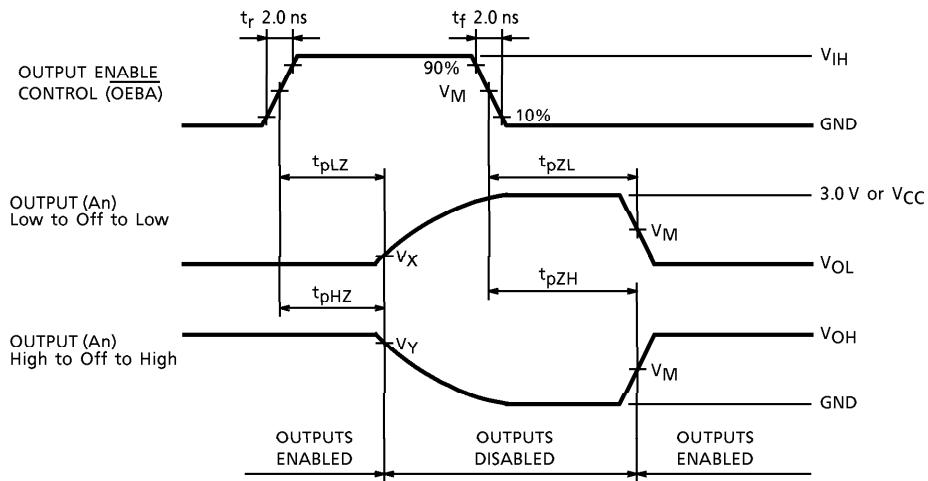 tr 2.0 ns
tf 2.0 ns
OUTPUT ENABLE
CONTROL (O̅E̅B̅A̅)
90%
VM
10%
VIH
GND
tpLZ
tpZL
OUTPUT (An)
Low to Off to Low
3.0 V or VCC
VM
VX
VOL
tpHZ
tpZH
OUTPUT (An)
High to Off to High
VY
VOH
VM
GND
OUTPUTS
ENABLED
OUTPUTS
DISABLED
OUTPUTS
ENABLED